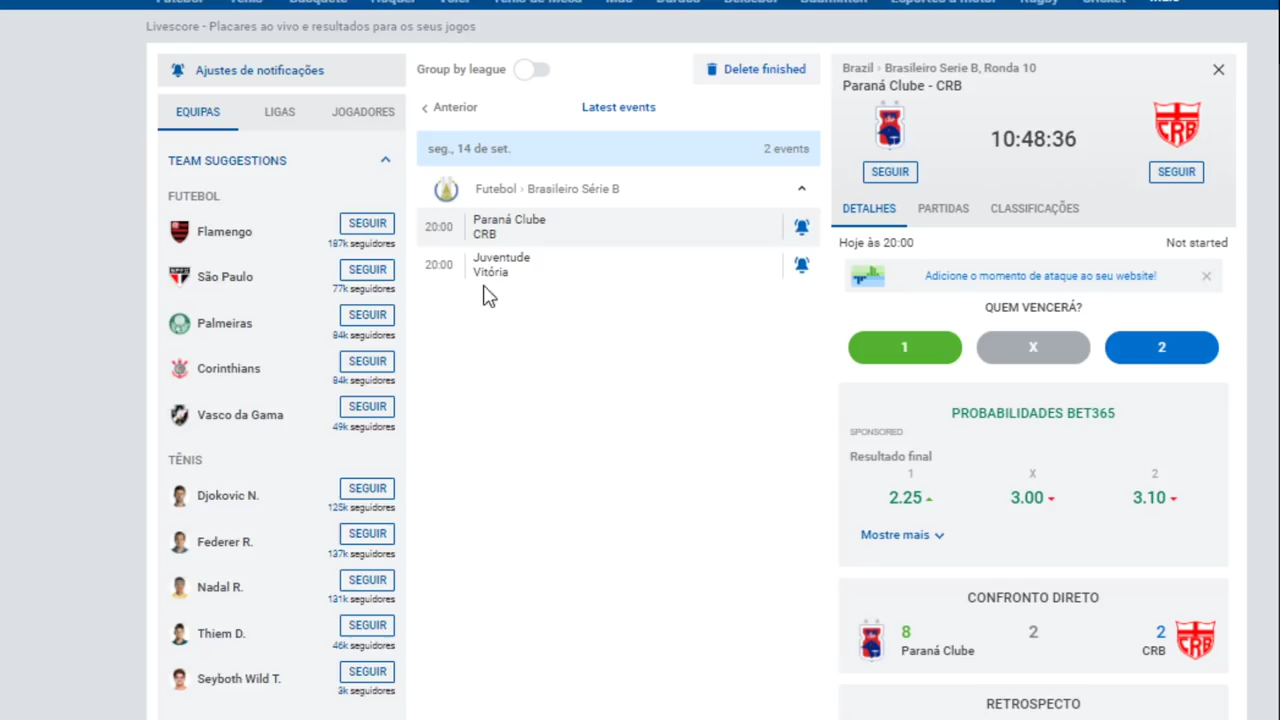 Livescore - Placares ao vivo e resultados para os seus jogos
Ajustes de notificações
EQUIPAS LIGAS JOGADORES
TEAM SUGGESTIONS
FUTEBOL
Flamengo SEGUIR
187k seguidores
São Paulo SEGUIR
77k seguidores
Palmeiras SEGUIR
84k seguidores
Corinthians SEGUIR
84k seguidores
Vasco da Gama SEGUIR
49k seguidores
TÊNIS
Djokovic N. SEGUIR
125k seguidores
Federer R. SEGUIR
137k seguidores
Nadal R. SEGUIR
131k seguidores
Thiem D. SEGUIR
46k seguidores
Seyboth Wild T. SEGUIR
3k seguidores
Group by league
Delete finished
Anterior
Latest events
seg., 14 de set. 2 events
Futebol › Brasileiro Série B
20:00 Paraná Clube
CRB
20:00 Juventude
Vitória
Brazil › Brasileiro Serie B, Ronda 10
Paraná Clube - CRB
10:48:36
CRB
SEGUIR SEGUIR
DETALHES PARTIDAS CLASSIFICAÇÕES
Hoje às 20:00 Not started
Adicione o momento de ataque ao seu website!
QUEM VENCERÁ?
1 X 2
PROBABILIDADES BET365
SPONSORED
Resultado final
1 X 2
2.25 3.00 3.10
Mostre mais
CONFRONTO DIRETO
8 2 2
Paraná Clube CRB
CRB
RETROSPECTO